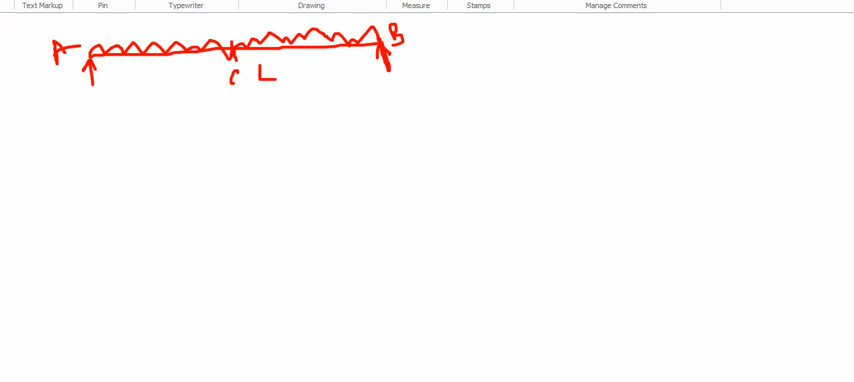 Text Markup Pin Typewriter Drawing Measure Stamps Manage Comments
A B
C L